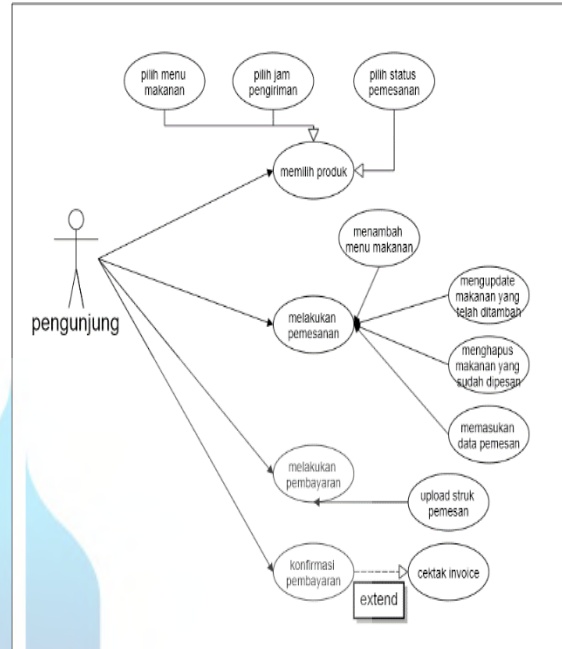 pilih menu
makanan
pilih jam
pengiriman
pilih status
pemesanan
memilih produk
menambah
menu makanan
pengunjung
melakukan
pemesanan
mengupdate
makanan yang
telah ditambah
menghapus
makanan yang
sudah dipesan
memasukan
data pemesan
melakukan
pembayaran
upload struk
pemesan
konfirmasi
pembayaran
cektak invoice
extend